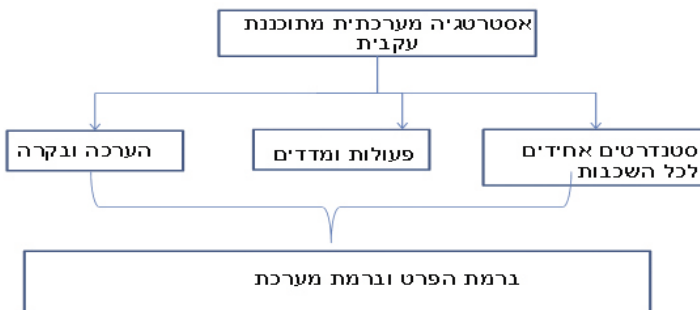 אסטרטגיה מערכתית מתוכננת
עקבית
סטנדרטים אחידים
לכל השכבות
פעולות ומדדים
הערכה ובקרה
ברמת הפרט וברמת מערכת